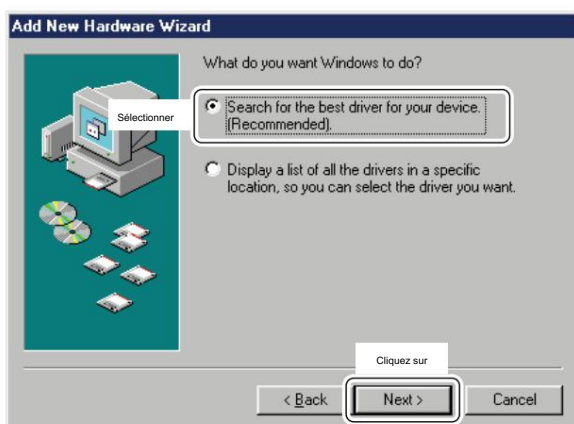 Add New Hardware Wizard
What do you want Windows to do?
Sélectionner
Search for the best driver for your device.
(Recommended).
Display a list of all the drivers in a specific
location, so you can select the driver you want.
Cliquez sur
< Back
Next >
Cancel